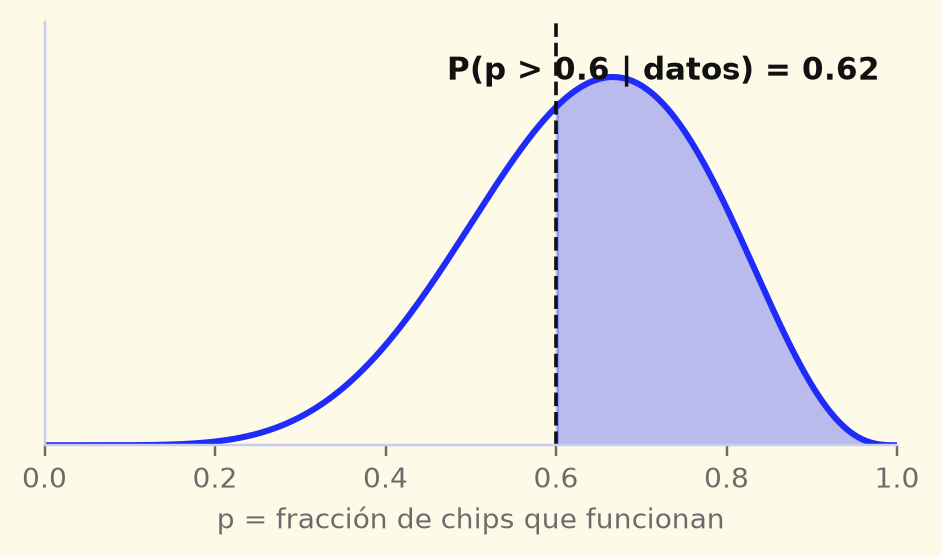 P(p > 0.6 | datos) = 0.62
0.0 0.2 0.4 0.6 0.8 1.0
p = fracción de chips que funcionan